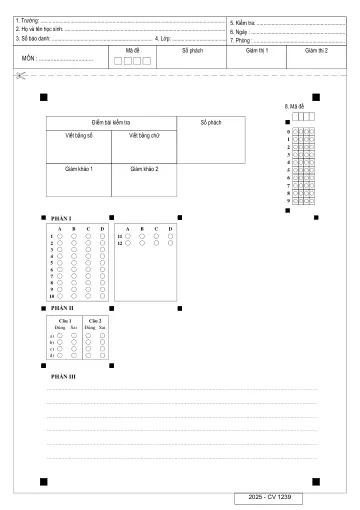 1. Trường: ............................................................
2. Họ và tên học sinh: ............................................................
3. Số báo danh: ............................................................ 4. Lớp: ..............................
5. Kiểm tra: ........................................
6. Ngày : ........................................
7. Phòng : ........................................
MÔN : ..............................
Mã đề
Số phách
Giám thị 1
Giám thị 2
8. Mã đề
Điểm bài kiểm tra
Số phách
Viết bằng số
Viết bằng chữ
Giám khảo 1
Giám khảo 2
0
1
2
3
4
5
6
7
8
9
PHẦN I
A B C D
1
2
3
4
5
6
7
8
9
10
A B C D
11
12
PHẦN II
Câu 1 Câu 2
Đúng Sai Đúng Sai
a)
b)
c)
d)
PHẦN III
2025 - CV 1239